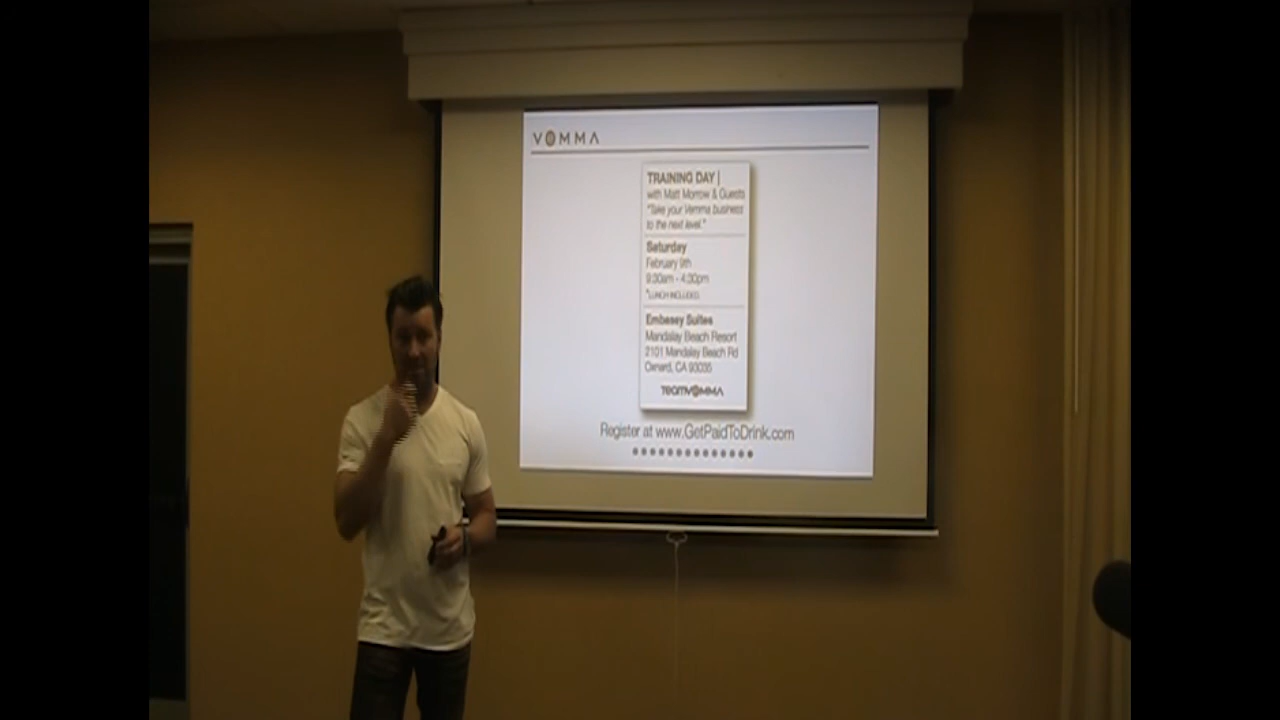 VEMMA
TRAINING DAY |
with Matt Morrow & Guests
"Take your Vemma business
to the next level."
Saturday
February 9th
9:30am - 4:30pm
*LUNCH INCLUDED.
Embassy Suites
Mandalay Beach Resort
2101 Mandalay Beach Rd
Oxnard, CA 93035
TEAMVEMMA
Register at www.GetPaidToDrink.com